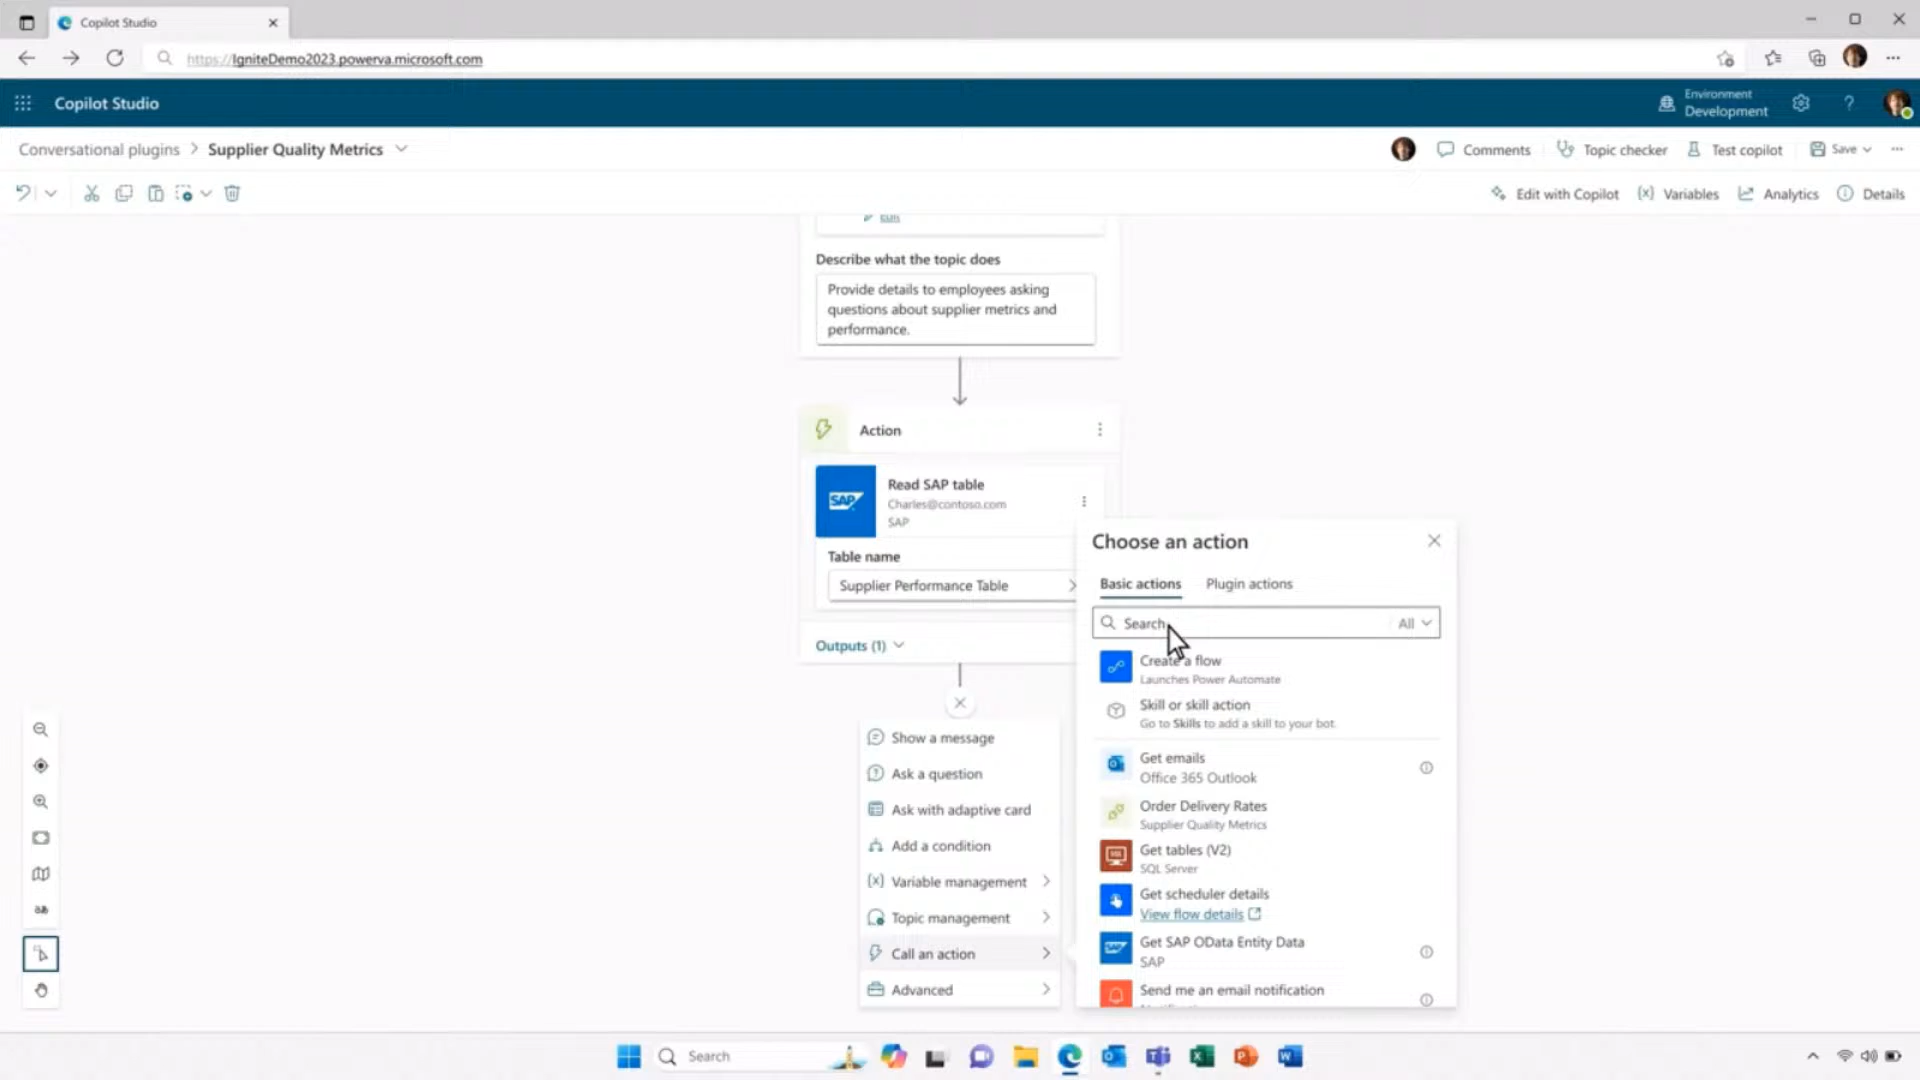 Copilot Studio
https://IgniteDemo2023.powerva.microsoft.com
Copilot Studio
Environment
Development
Conversational plugins > Supplier Quality Metrics
Comments
Topic checker
Test copilot
Save
Edit with Copilot
Variables
Analytics
Details
Edit
Describe what the topic does
Provide details to employees asking
questions about supplier metrics and
performance.
Action
SAP
Read SAP table
Charles@contoso.com
SAP
Table name
Supplier Performance Table
Outputs (1)
Show a message
Ask a question
Ask with adaptive card
Add a condition
Variable management
Topic management
Call an action
Advanced
Choose an action
Basic actions
Plugin actions
Search
All
Create a flow
Launches Power Automate
Skill or skill action
Go to Skills to add a skill to your bot.
Get emails
Office 365 Outlook
Order Delivery Rates
Supplier Quality Metrics
Get tables (V2)
SQL Server
Get scheduler details
View flow details
SAP
Get SAP OData Entity Data
SAP
Send me an email notification
Search